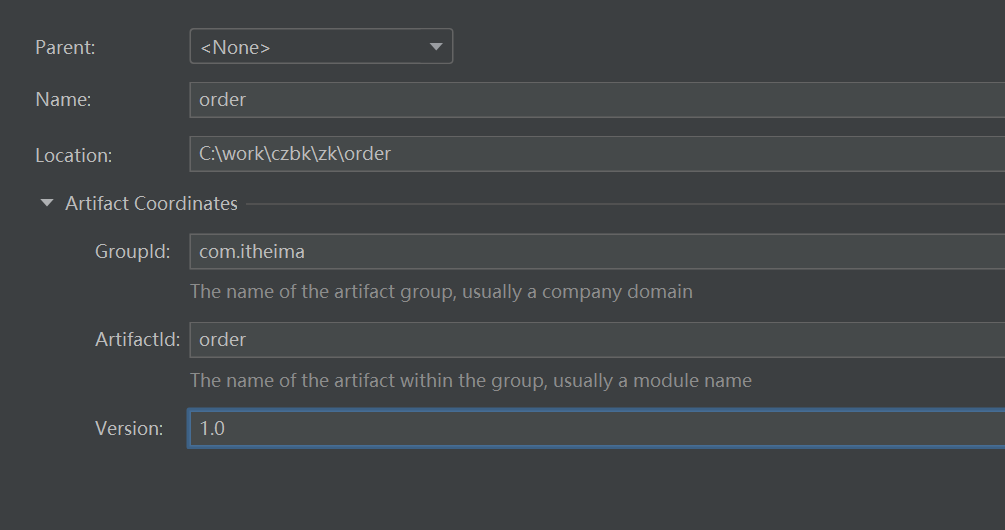 Parent: <None>
Name: order
Location: C:\work\czbk\zk\order
Artifact Coordinates
GroupId: com.itheima
The name of the artifact group, usually a company domain
ArtifactId: order
The name of the artifact within the group, usually a module name
Version: 1.0